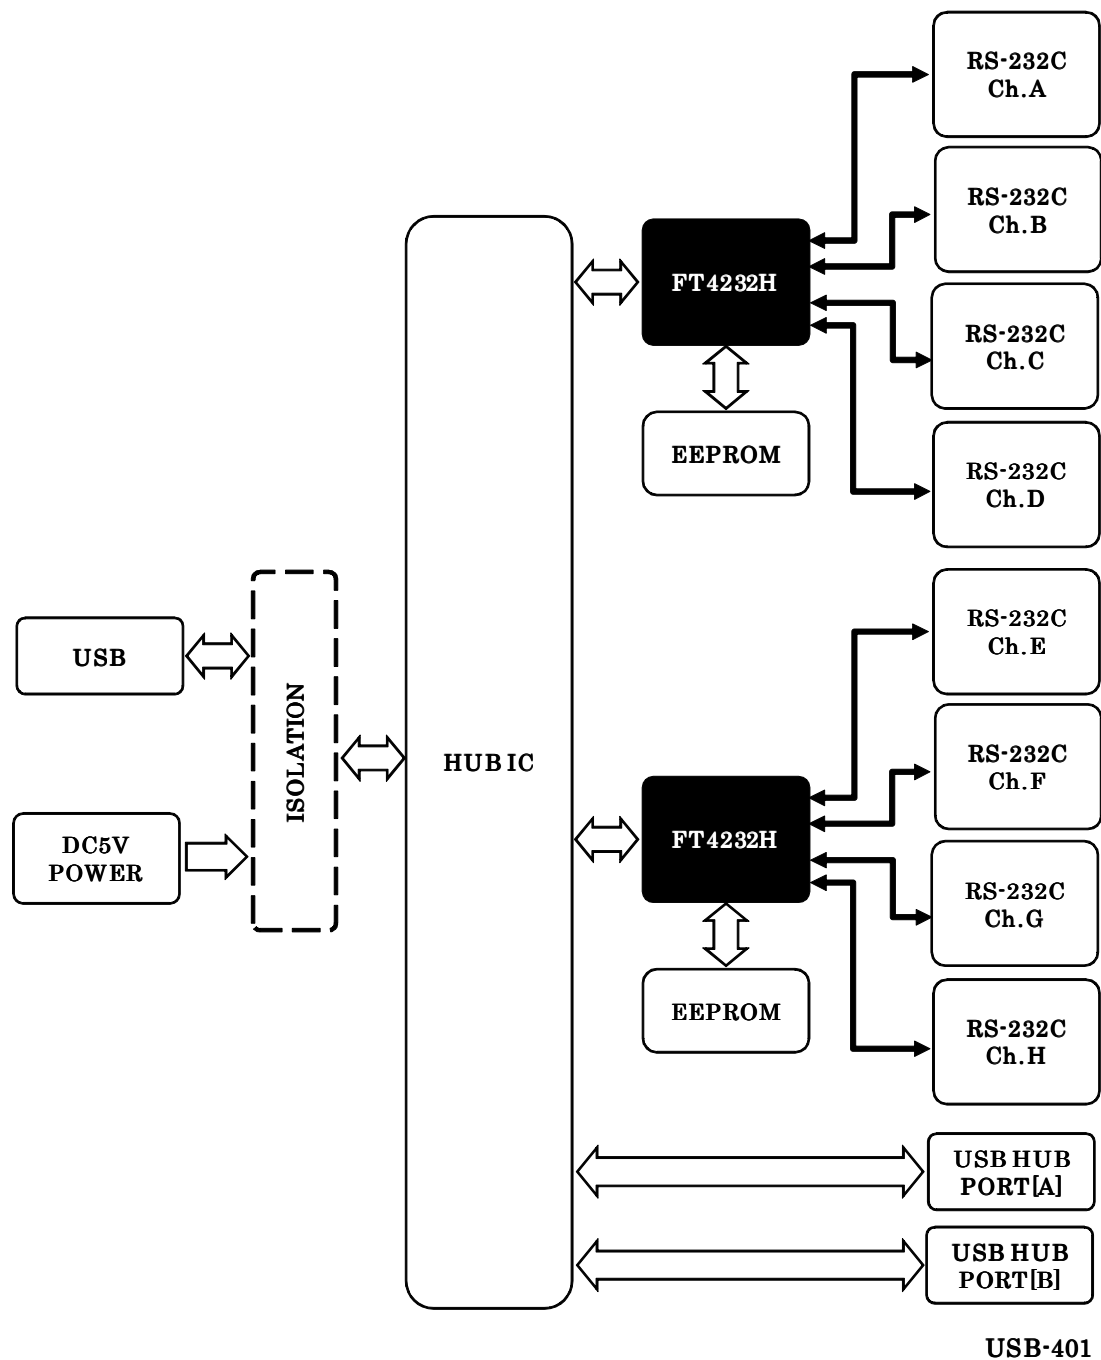 RS-232C
Ch.A
RS-232C
Ch.B
FT4232H
RS-232C
Ch.C
EEPROM
RS-232C
Ch.D
USB
ISOLATION
HUB IC
DC5V
POWER
RS-232C
Ch.E
RS-232C
Ch.F
FT4232H
RS-232C
Ch.G
EEPROM
RS-232C
Ch.H
USB HUB
PORT[A]
USB HUB
PORT[B]
USB-401